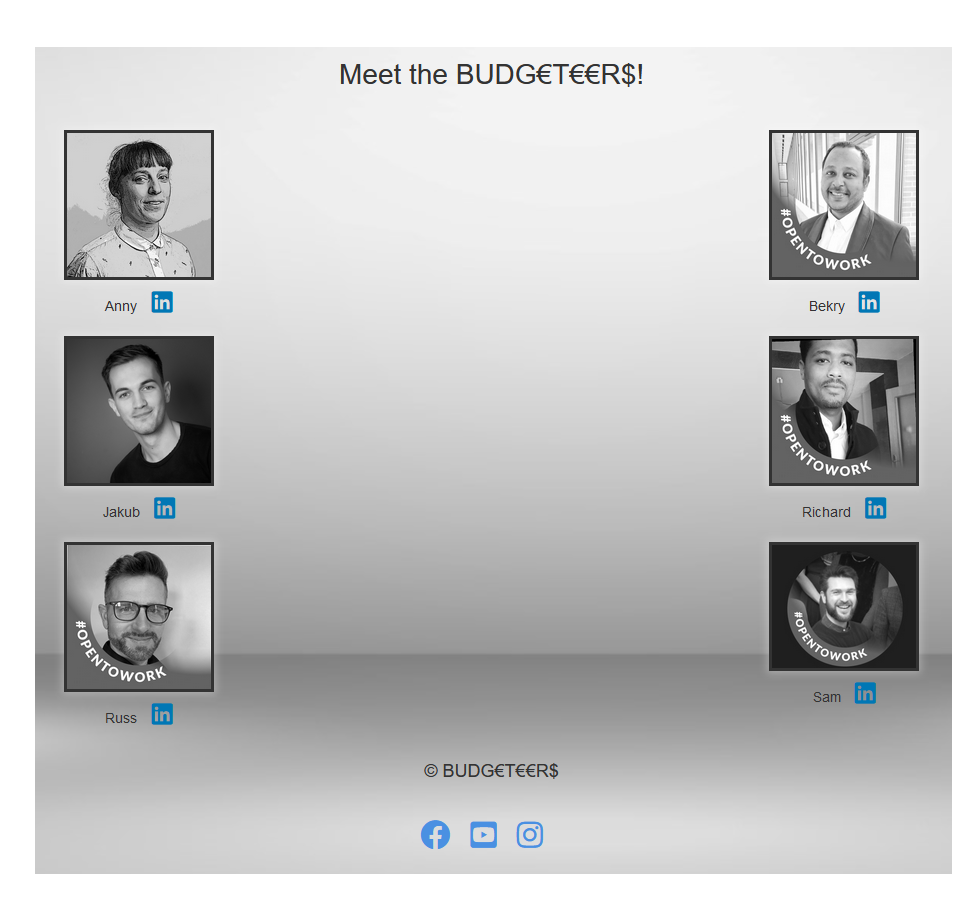 Meet the BUDG€T€€R$!
#OPENTOWORK
Anny in
Bekry in
#OPENTOWORK
Jakub in
Richard in
#OPENTOWORK
#OPENTOWORK
Russ in
Sam in
© BUDG€T€€R$